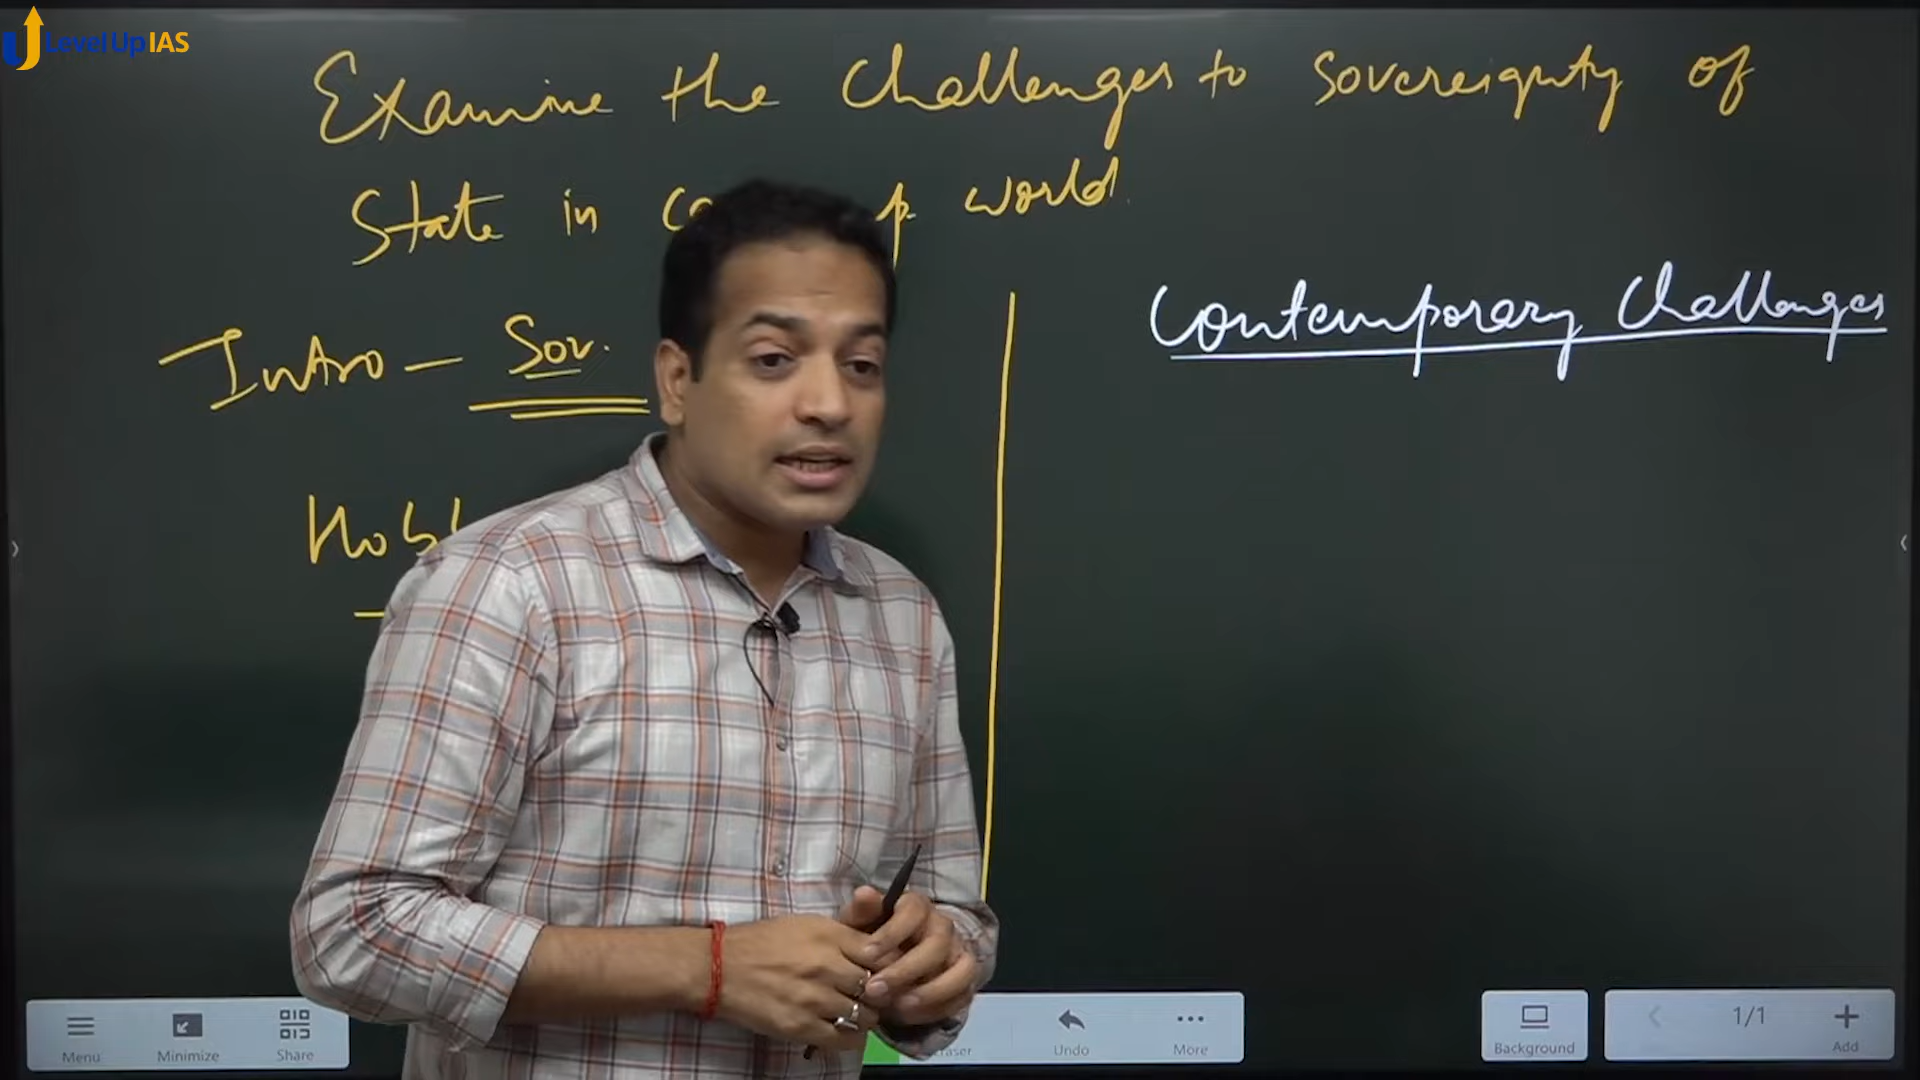 Level Up IAS
Examine the challenges to sovereignty of
State in world.
Intro - Sov.
Contemporary Challenges
Menu
Minimize
Share
Undo
More
Background
1/1
Add